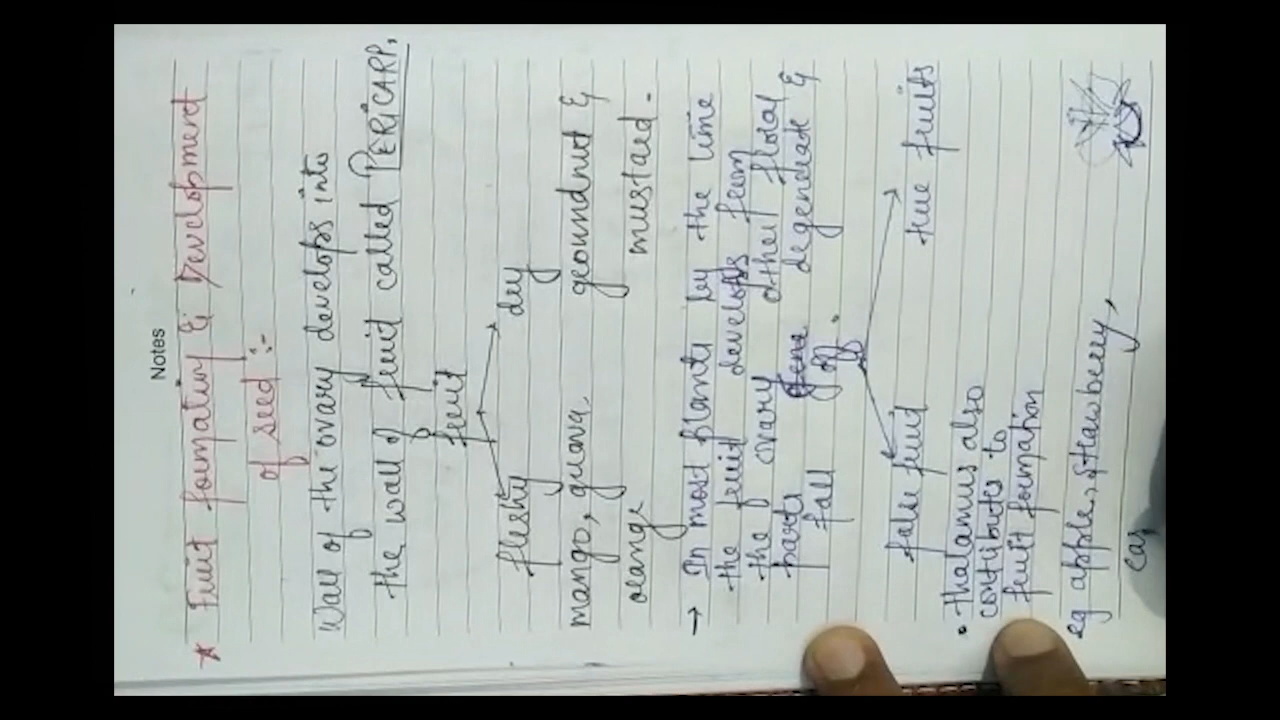 Notes
* Fruit formation & Development
of seed :-
Wall of the ovary develops into
the wall of fruit called PERICARP.
fruit
fleshy dry
mango, guava, groundnut &
orange mustard.
→ In most plants by the time
the fruit develops from
the ovary other floral
parts degenerate &
fall off.
false fruit true fruits
• thalamus also
contributes to
fruit formation
eg apple, strawberry,
cas